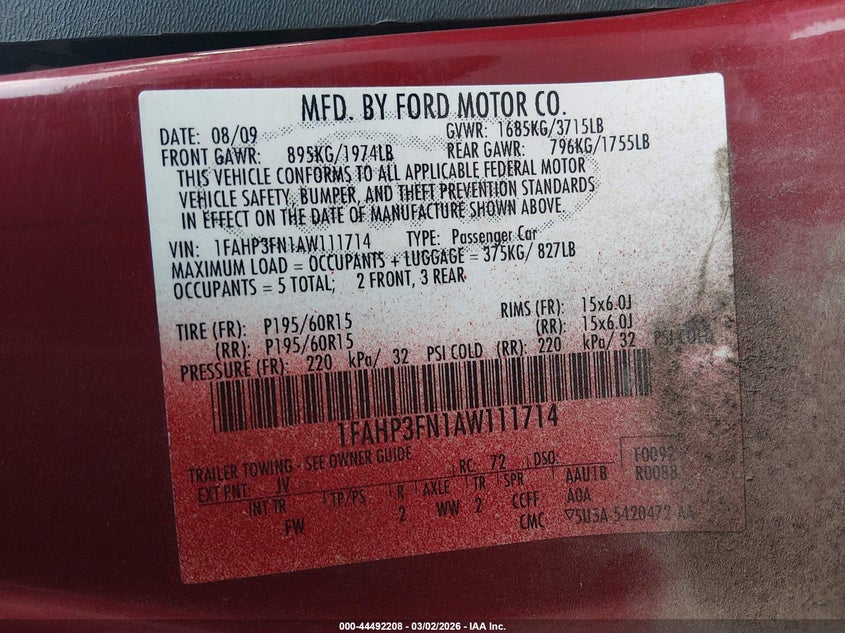 MFD. BY FORD MOTOR CO.
DATE: 08/09 GVWR: 1685KG/3715LB
FRONT GAWR: 895KG/1974LB REAR GAWR: 796KG/1755LB
THIS VEHICLE CONFORMS TO ALL APPLICABLE FEDERAL MOTOR
VEHICLE SAFETY, BUMPER, AND THEFT PREVENTION STANDARDS
IN EFFECT ON THE DATE OF MANUFACTURE SHOWN ABOVE.
VIN: 1FAHP3FN1AW111714 TYPE: Passenger Car
MAXIMUM LOAD = OCCUPANTS + LUGGAGE = 375KG/ 827LB
OCCUPANTS = 5 TOTAL; 2 FRONT, 3 REAR
TIRE (FR): P195/60R15 RIMS (FR): 15x6.0J
(RR): P195/60R15 (RR): 15x6.0J
PRESSURE (FR): 220 kPa/ 32 PSI COLD (RR): 220 kPa/ 32 PSI COLD
1FAHP3FN1AW111714
TRAILER TOWING - SEE OWNER GUIDE
EXT PNT: JV RC: 72 DSO: F0092
INT TR TP/PS R AXLE TR SPR AAU1B R0088
FW 2 WW 2 CCFF AOA
CMC ▽5U3A-5420472-AA
000-44492208 - 03/02/2026 - IAA Inc.